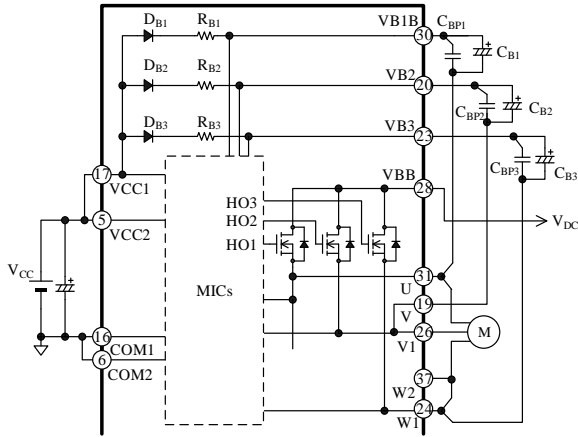 DB1 RB1 VB1B 30 CBP1 CB1
DB2 RB2 VB2 20 CBP2 CB2
DB3 RB3 VB3 23 CBP3 CB3
17 VCC1
VBB 28
VDC
5 VCC2
HO3
HO2
HO1
VCC
MICs
31 U
19 V
16 COM1
26 V1
M
6 COM2
37 W2
24 W1